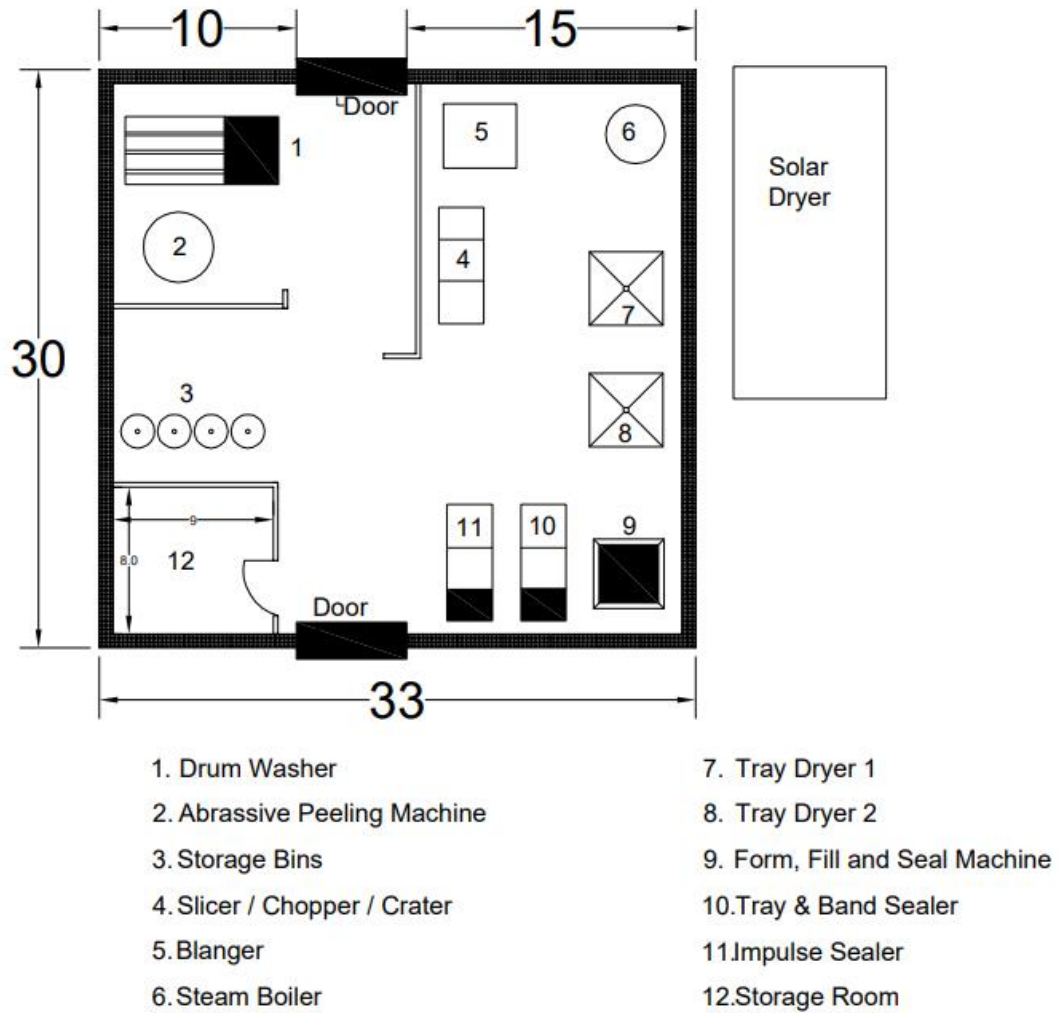 10
15
Door
1
5
6
Solar
Dryer
2
4
7
30
3
8
9
8.0
12
11
10
9
Door
33
1. Drum Washer
2. Abrassive Peeling Machine
3. Storage Bins
4. Slicer / Chopper / Crater
5. Blanger
6. Steam Boiler
7. Tray Dryer 1
8. Tray Dryer 2
9. Form, Fill and Seal Machine
10.Tray & Band Sealer
11.Impulse Sealer
12.Storage Room